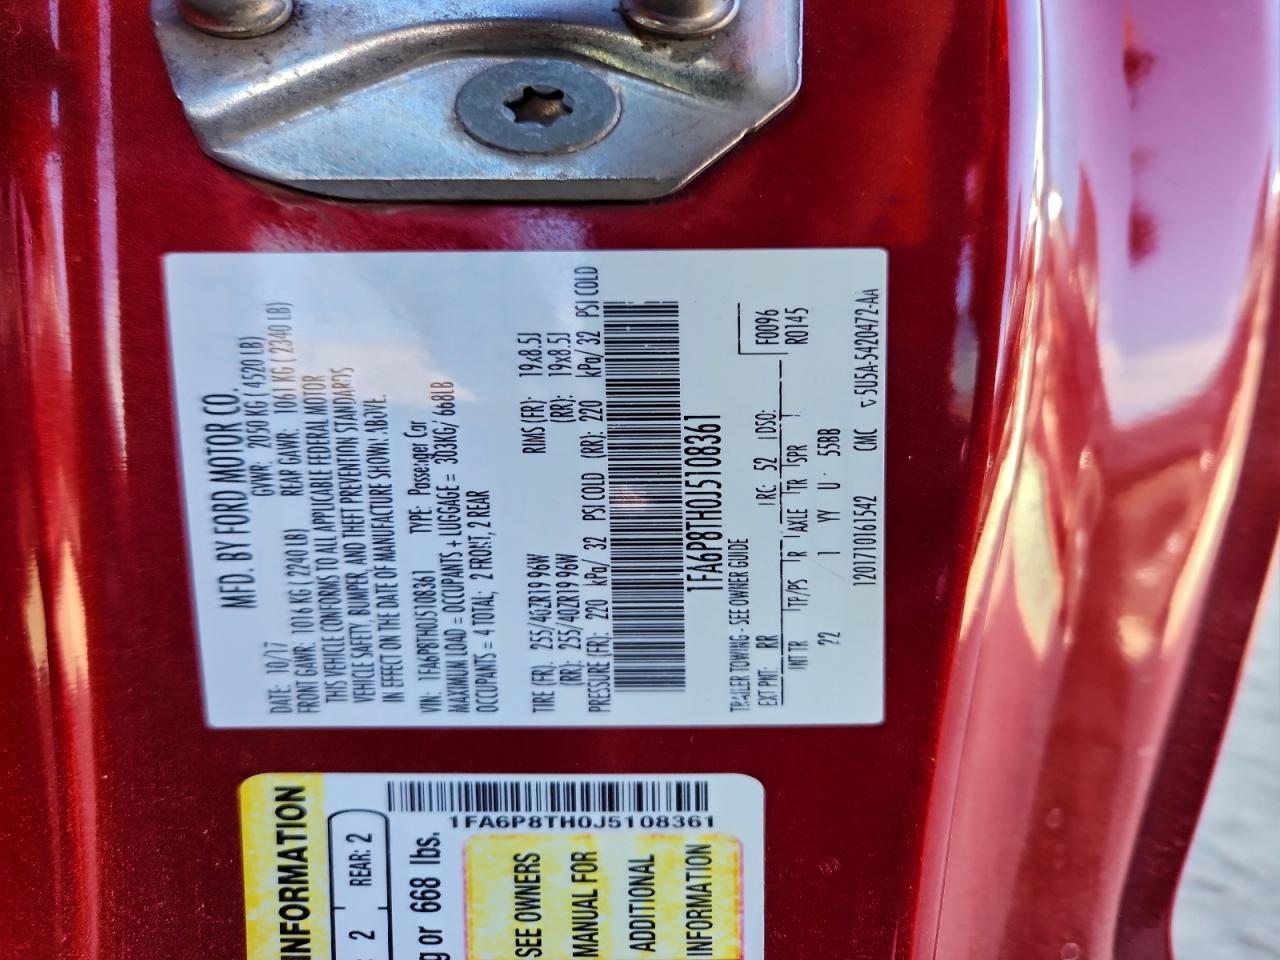 MFD. BY FORD MOTOR CO.
DATE: 10/17 GVWR: 2050 KG (4520 LB)
FRONT GAWR: 1016 KG (2240 LB) REAR GAWR: 1061 KG (2340 LB)
THIS VEHICLE CONFORMS TO ALL APPLICABLE FEDERAL MOTOR
VEHICLE SAFETY, BUMPER, AND THEFT PREVENTION STANDARDS
IN EFFECT ON THE DATE OF MANUFACTURE SHOWN ABOVE.
VIN: 1FA6P8TH0J5108361 TYPE: Passenger Car
MAXIMUM LOAD = OCCUPANTS + LUGGAGE = 303KG/ 668LB
OCCUPANTS = 4 TOTAL; 2 FRONT, 2 REAR
TIRE (FR): 255/40ZR19 96W RMS (FR): 19x8.5J
(RR): 255/40ZR19 96W (RR): 19x8.5J
PRESSURE (FR): 220 kPa/ 32 PSI COLD (RR): 220 kPa/ 32 PSI COLD
1FA6P8TH0J5108361
TRAILER TOWING - SEE OWNER GUIDE
F0096
EXT PNT: RR RC: 52 DSO: R0145
INT TR TP/PS R AXLE TR SPR
22 I YY U 5BB
1201710161542 CMC 5U5A-5420472-AA
INFORMATION
2 REAR: 2
1FA6P8TH0J5108361
g or 668 lbs.
SEE OWNERS
MANUAL FOR
ADDITIONAL
INFORMATION